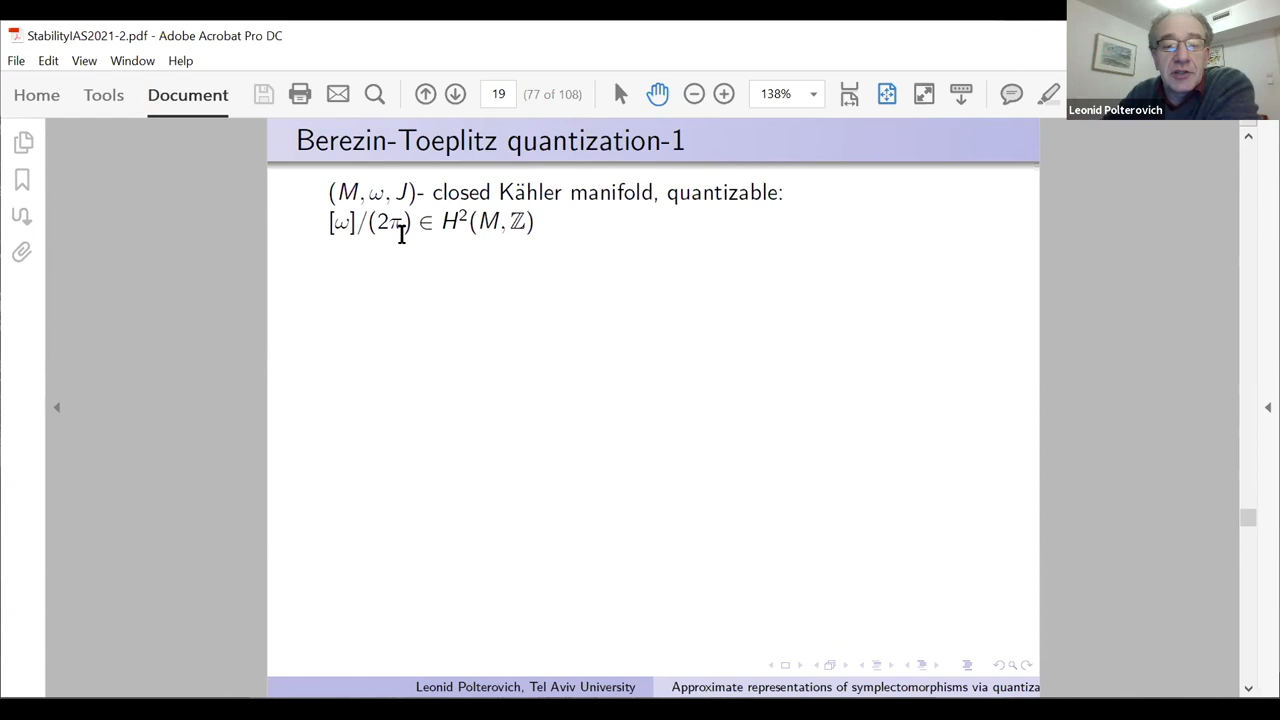 StabilityIAS2021-2.pdf - Adobe Acrobat Pro DC
File Edit View Window Help
Home Tools Document 19 (77 of 108) 138%
Leonid Polterovich
Berezin-Toeplitz quantization-1
(M, ω, J)- closed Kähler manifold, quantizable:
[ω]/(2π) ∈ H²(M, ℤ)
Leonid Polterovich, Tel Aviv University Approximate representations of symplectomorphisms via quantiza